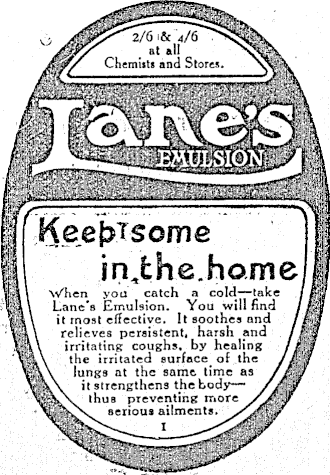 2/6 & 4/6
at all
Chemists and Stores.
Lane's
EMULSION
Keep some
in the home
When you catch a cold—take
Lane's Emulsion. You will find
it most effective. It soothes and
relieves persistent, harsh and
irritating coughs, by healing
the irritated surface of the
lungs at the same time as
it strengthens the body—
thus preventing more
serious ailments.
I